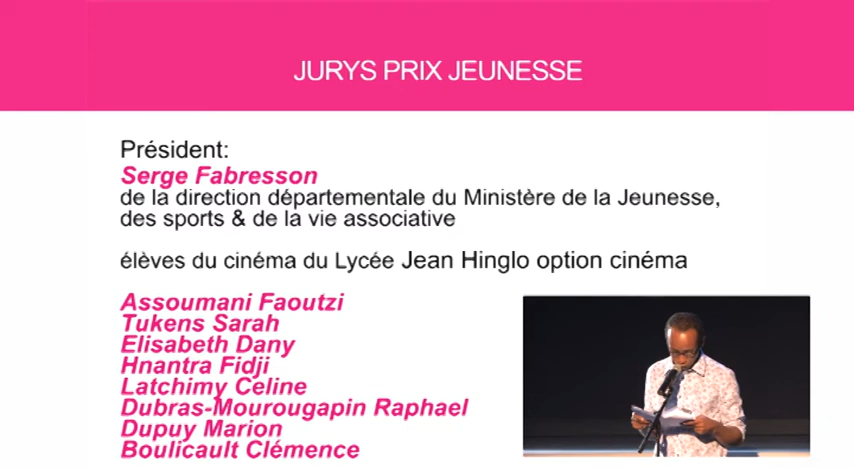 JURYS PRIX JEUNESSE
Président:
Serge Fabresson
de la direction départementale du Ministère de la Jeunesse,
des sports & de la vie associative
élèves du cinéma du Lycée Jean Hinglo option cinéma
Assoumani Faoutzi
Tukens Sarah
Elisabeth Dany
Hnantra Fidji
Latchimy Celine
Dubras-Mourougapin Raphael
Dupuy Marion
Boulicault Clémence